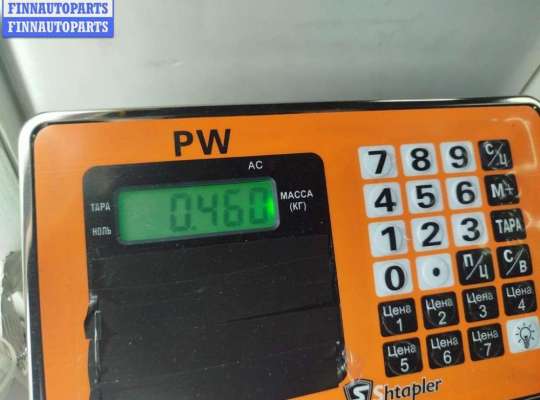 FINNAUTOPARTS
FINNAUTOPARTS
PW
AC
ТАРА
НОЛЬ
0.460
МАССА
(КГ)
7 8 9 С/Ц
4 5 6 М+
1 2 3 ТАРА
0 . П/Ц С/В
Цена 1
Цена 2
Цена 3
Цена 4
Цена 5
Цена 6
Цена 7
Shtapler